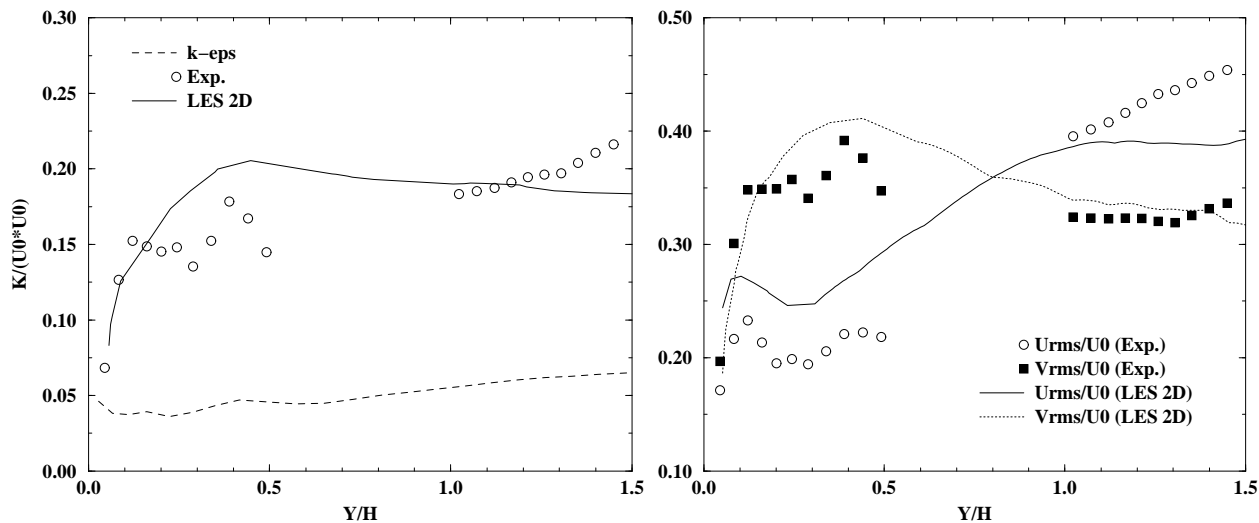 0.30
0.25
0.20
0.15
0.10
0.05
0.00
K/(U0*U0)
k−eps
Exp.
LES 2D
0.0
0.5
1.0
1.5
Y/H
0.50
0.40
0.30
0.20
0.10
Urms/U0 (Exp.)
Vrms/U0 (Exp.)
Urms/U0 (LES 2D)
Vrms/U0 (LES 2D)
0.0
0.5
1.0
1.5
Y/H